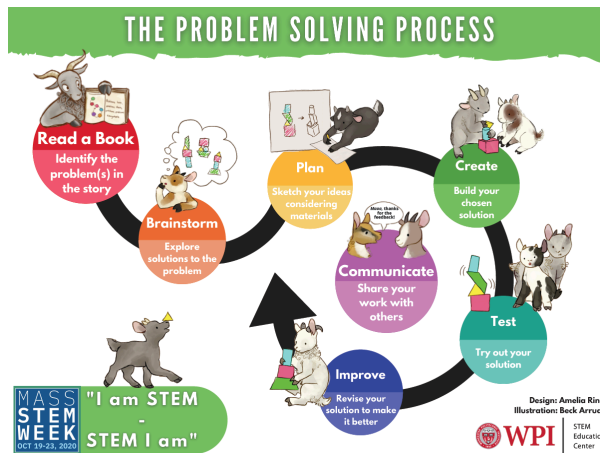 THE PROBLEM SOLVING PROCESS
Read a Book
Identify the
problem(s) in
the story
Brainstorm
Explore
solutions to the
problem
Plan
Sketch your ideas
considering
materials
Create
Build your
chosen
solution
Nooo, thanks
for the
feedback!
Communicate
Share your
work with
others
Test
Try out your
solution
Improve
Revise your
solution to make
it better
MASS
STEM
WEEK
OCT 19-23, 2020
"I am STEM
-
STEM I am"
Design: Amelia Rin
Illustration: Beck Arruc
WPI
STEM
Educatio
Center